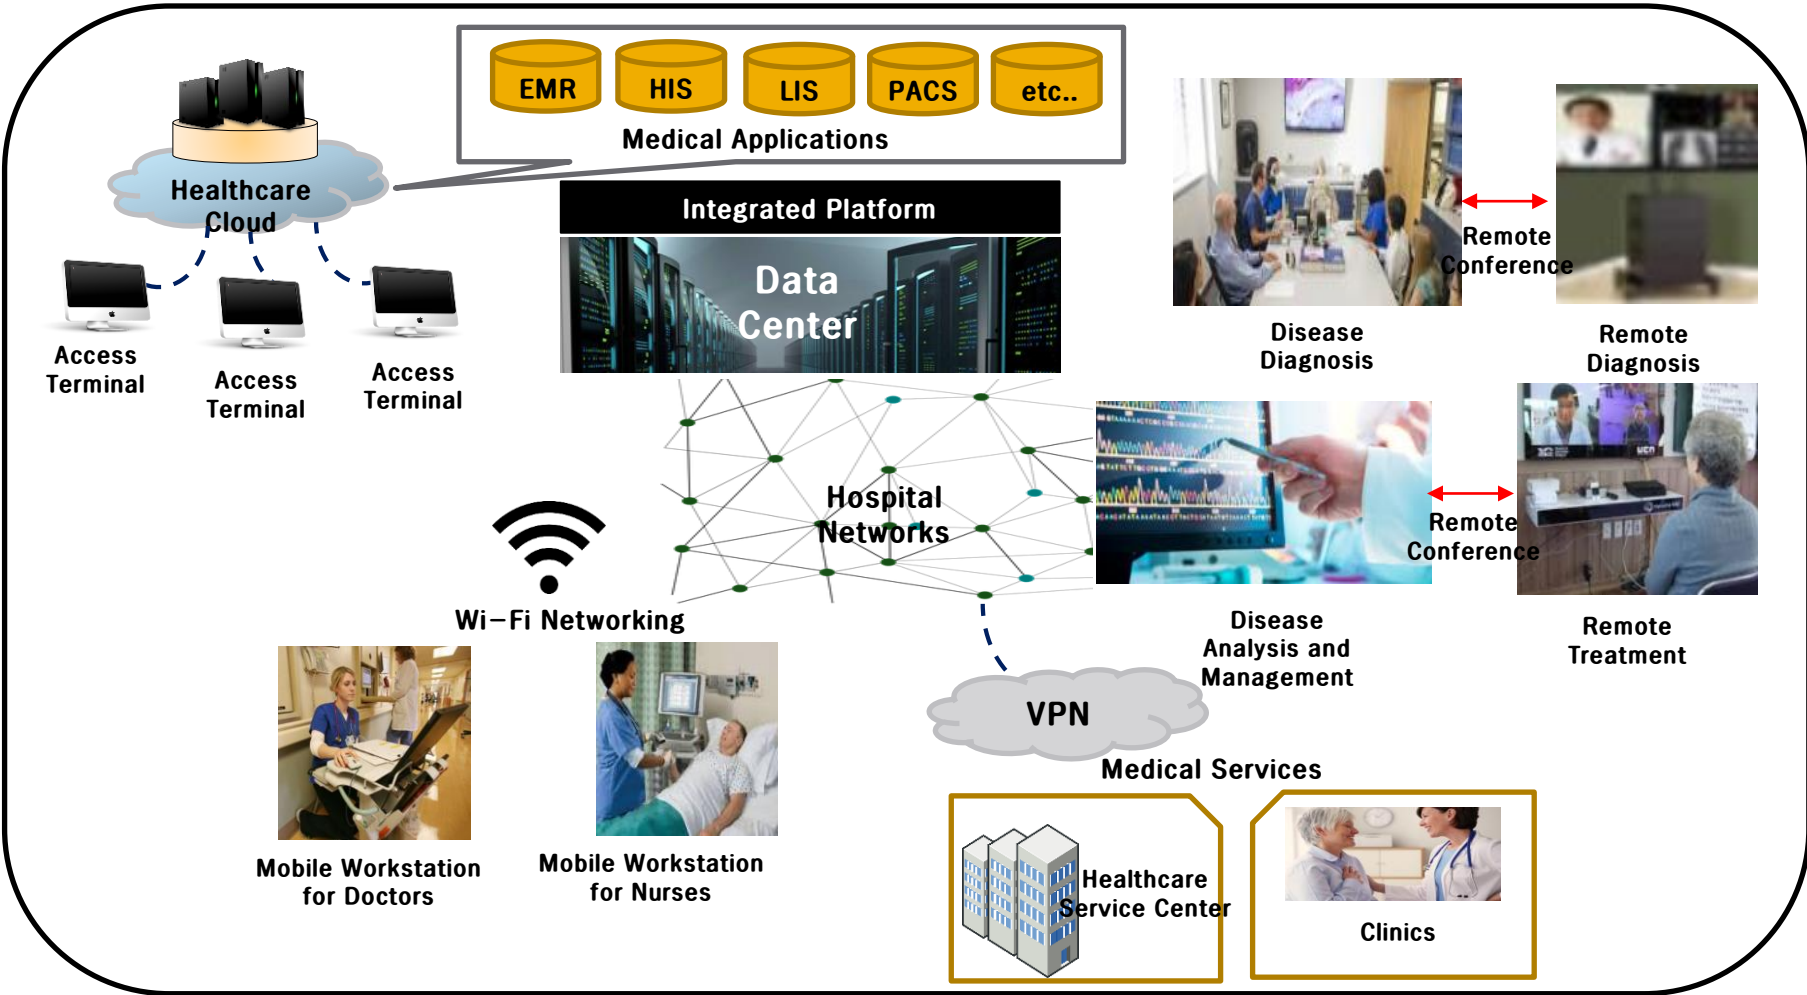 EMR
HIS
LIS
PACS
etc..
Medical Applications
Healthcare
Cloud
Integrated Platform
Data
Center
Access
Terminal
Access
Terminal
Access
Terminal
Remote
Conference
Disease
Diagnosis
Remote
Diagnosis
Hospital
Networks
Remote
Conference
Wi-Fi Networking
Disease
Analysis and
Management
Remote
Treatment
VPN
Medical Services
Mobile Workstation
for Doctors
Mobile Workstation
for Nurses
Healthcare
Service Center
Clinics